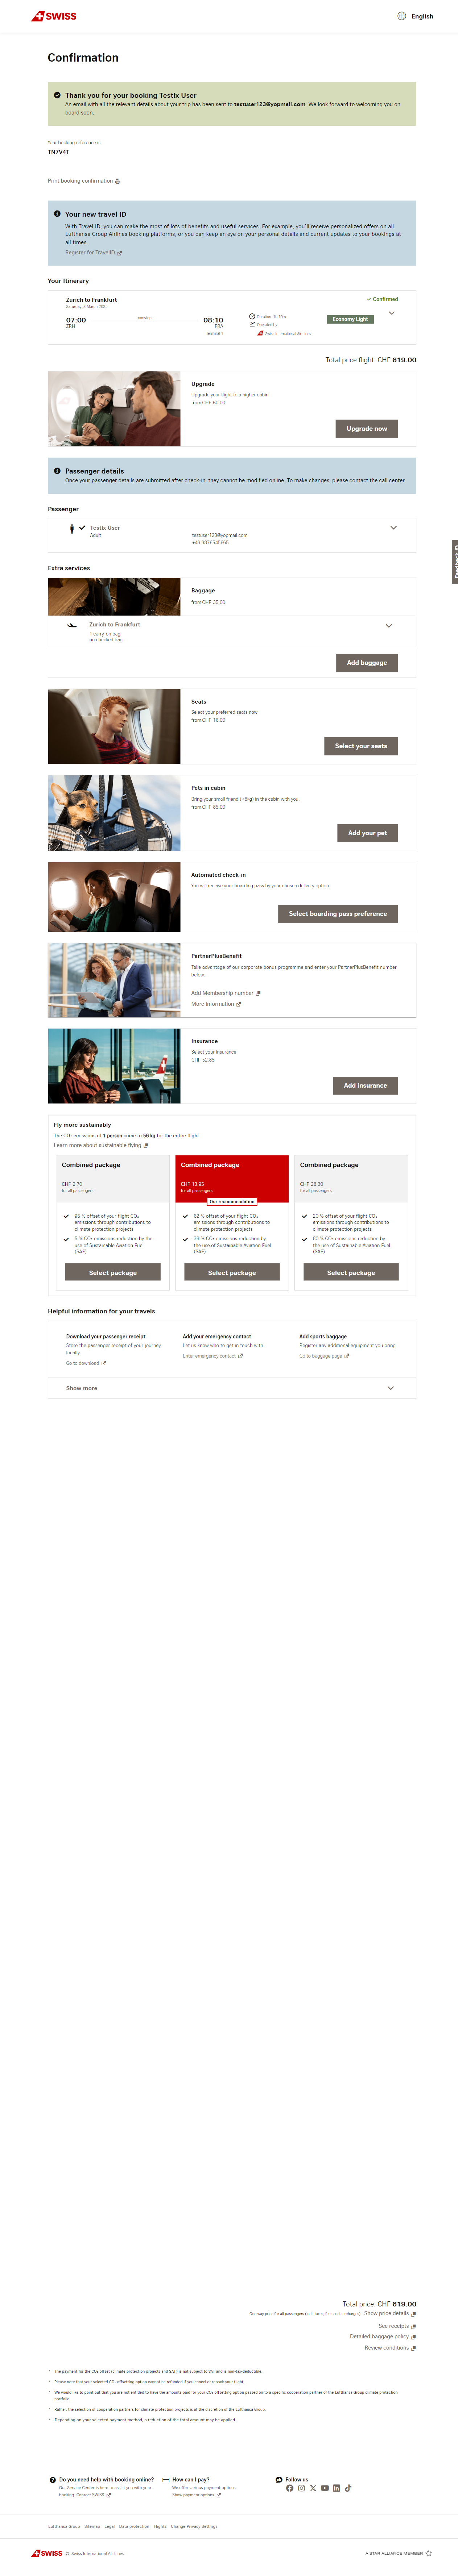 SWISS
English
Confirmation
Thank you for your booking Testlx User
An email with all the relevant details about your trip has been sent to testuser123@yopmail.com. We look forward to welcoming you on
board soon.
Your booking reference is
TN7V4T
Print booking confirmation
Your new travel ID
With Travel ID, you can make the most of lots of benefits and useful services. For example, you'll receive personalized offers on all
Lufthansa Group Airlines booking platforms, or you can keep an eye on your personal details and current updates to your bookings at
all times.
Register for TravelID
Your Itinerary
Zurich to Frankfurt
Confirmed
Saturday, 8 March 2025
07:00
nonstop
08:10
ZRH
FRA
Terminal 1
Duration: 1h 10m
Operated by:
Swiss International Air Lines
Economy Light
Total price flight: CHF 619.00
Upgrade
Upgrade your flight to a higher cabin
from CHF 60.00
Upgrade now
Passenger details
Once your passenger details are submitted after check-in, they cannot be modified online. To make changes, please contact the call center.
Passenger
Testlx User
Adult
testuser123@yopmail.com
+49 9876545665
Extra services
Baggage
from CHF 35.00
Zurich to Frankfurt
1 carry-on bag,
no checked bag
Add baggage
Seats
Select your preferred seats now.
from CHF 16.00
Select your seats
Pets in cabin
Bring your small friend (<8kg) in the cabin with you.
from CHF 85.00
Add your pet
Automated check-in
You will receive your boarding pass by your chosen delivery option
Select boarding pass preference
PartnerPlusBenefit
Take advantage of our corporate bonus programme and enter your PartnerPlusBenefit number
below.
Add Membership number
More Information
Insurance
Select your insurance
CHF 52.85
Add insurance
Fly more sustainably
The CO₂ emissions of 1 person come to 56 kg for the entire flight.
Learn more about sustainable flying
Combined package
CHF 2.70
for all passengers
95 % offset of your flight CO₂
emissions through contributions to
climate protection projects
5 % CO₂ emissions reduction by the
use of Sustainable Aviation Fuel
(SAF)
Select package
Combined package
CHF 13.95
for all passengers
Our recommendation
62 % offset of your flight CO₂
emissions through contributions to
climate protection projects
38 % CO₂ emissions reduction by
the use of Sustainable Aviation Fuel
(SAF)
Select package
Combined package
CHF 28.30
for all passengers
20 % offset of your flight CO₂
emissions through contributions to
climate protection projects
80 % CO₂ emissions reduction by
the use of Sustainable Aviation Fuel
(SAF)
Select package
Helpful information for your travels
Download your passenger receipt
Store the passenger receipt of your journey
locally
Go to download
Add your emergency contact
Let us know who to get in touch with
Enter emergency contact
Add sports baggage
Register any additional equipment you bring.
Go to baggage page
Show more
Total price: CHF 619.00
One way price for all passengers (incl. taxes, fees and surcharges)
Show price details
See receipts
Detailed baggage policy
Review conditions
* The payment for the CO₂ offset (climate protection projects and SAF) is not subject to VAT and is non-tax-deductible.
* Please note that your selected CO₂ offsetting option cannot be refunded if you cancel or rebook your flight.
* We would like to point out that you are not entitled to have the amounts paid for your CO₂ offsetting option passed on to a specific cooperation partner of the Lufthansa Group climate protection
portfolio.
* Rather, the selection of cooperation partners for climate protection projects is at the discretion of the Lufthansa Group.
* Depending on your selected payment method, a reduction of the total amount may be applied.
Do you need help with booking online?
Our Service Center is here to assist you with your
booking. Contact SWISS
How can I pay?
We offer various payment options.
Show payment options
Follow us
Lufthansa Group
Sitemap
Legal
Data protection
Flights
Change Privacy Settings
SWISS
© Swiss International Air Lines
A STAR ALLIANCE MEMBER